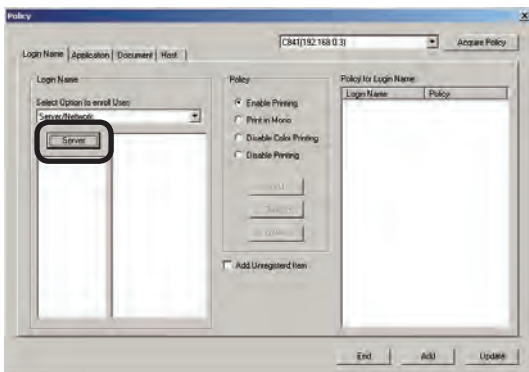 Policy
C841(192.168.0.3)
Acquire Policy
Login Name Application Document Host
Login Name
Select Option to enroll User:
Server/Network
Server
Policy
Enable Printing
Print in Mono
Disable Color Printing
Disable Printing
Add Unregisterd Item
Policy for Login Name
Login Name Policy
End Add Update